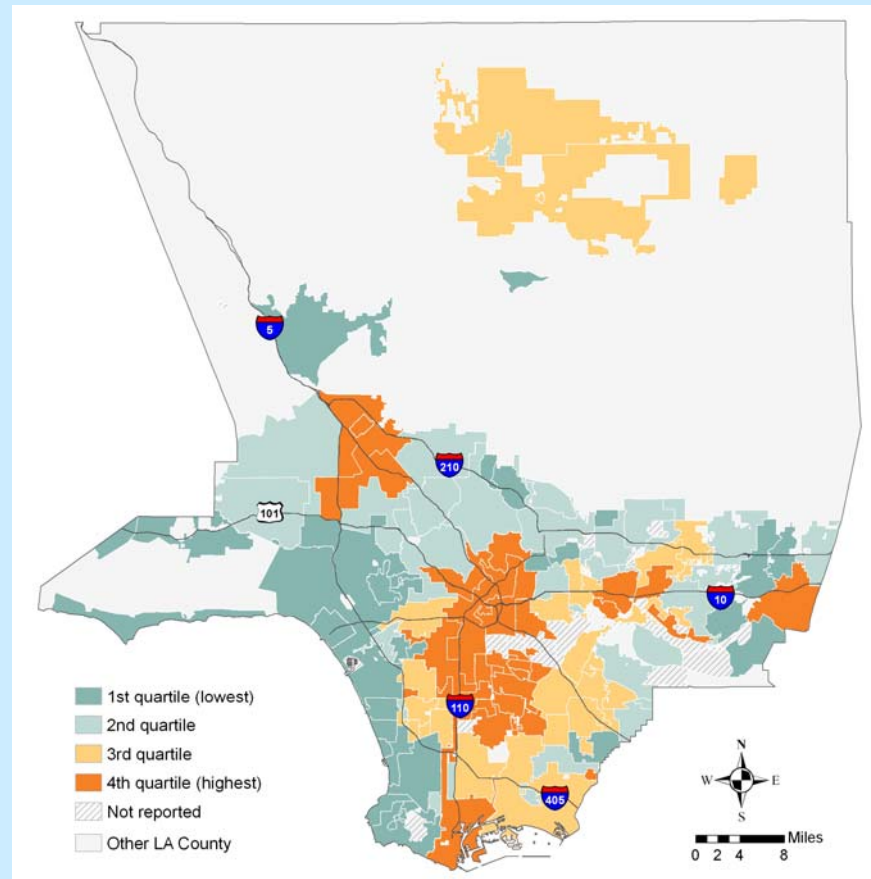 5
210
101
10
110
405
1st quartile (lowest)
2nd quartile
3rd quartile
4th quartile (highest)
Not reported
Other LA County
N
W E
S
Miles
0 2 4 8